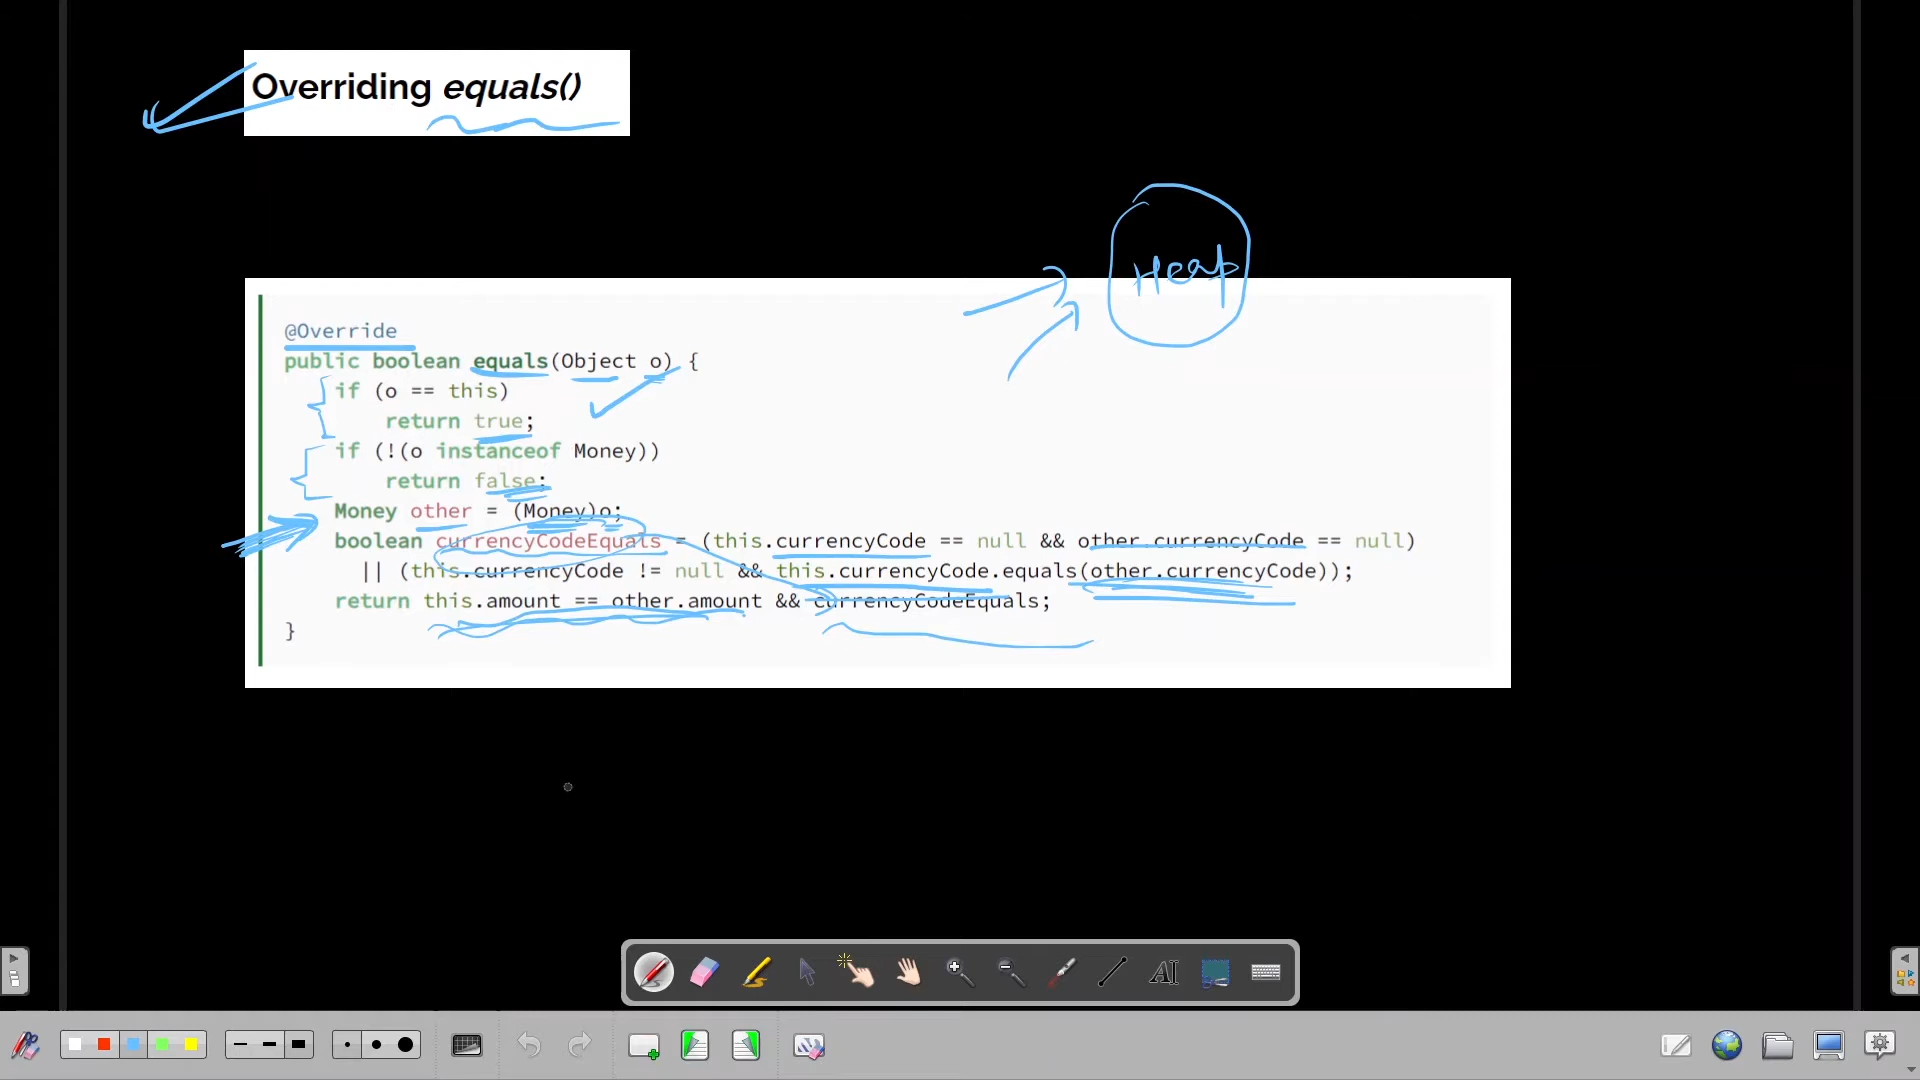 Overriding equals()
Heap
@Override
public boolean equals(Object o) {
    if (o == this)
        return true;
    if (!(o instanceof Money))
        return false;
    Money other = (Money)o;
    boolean currencyCodeEquals = (this.currencyCode == null && other.currencyCode == null)
      || (this.currencyCode != null && this.currencyCode.equals(other.currencyCode));
    return this.amount == other.amount && currencyCodeEquals;
}
AI